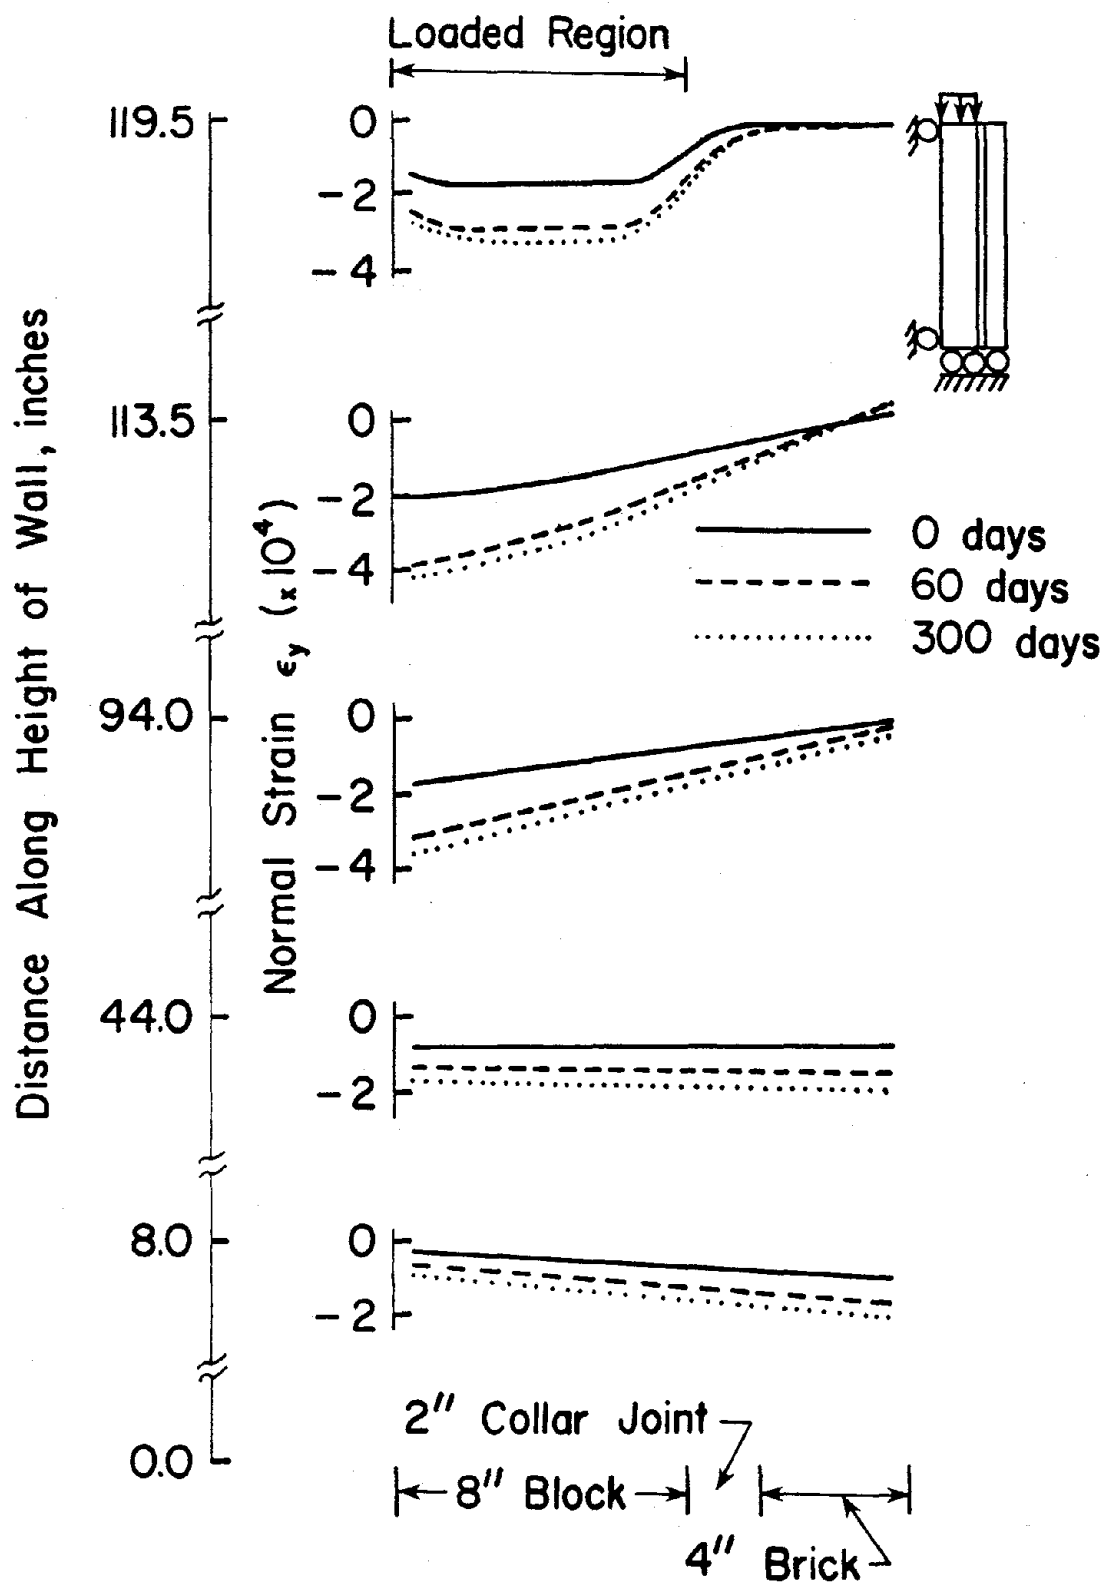 Loaded Region
119.5
0
-2
-4
113.5
0
-2
-4
0 days
60 days
300 days
94.0
0
-2
-4
44.0
0
-2
8.0
0
-2
0.0
Distance Along Height of Wall, inches
Normal Strain ϵy (x 10⁴)
2" Collar Joint
8" Block
4" Brick